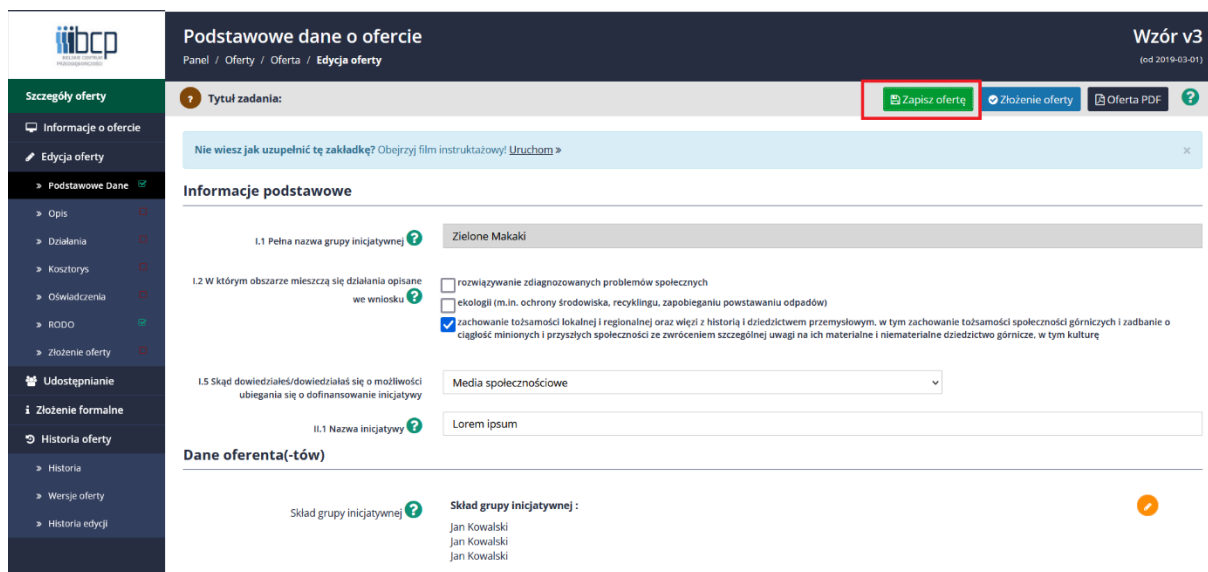 bcp
BIELSKIE CENTRUM
PRZEDSIĘBIORCZOŚCI
Podstawowe dane o ofercie
Panel / Oferty / Oferta / Edycja oferty
Wzór v3
(od 2019-03-01)
Szczegóły oferty
Informacje o ofercie
Edycja oferty
» Podstawowe Dane
» Opis
» Działania
» Kosztorys
» Oświadczenia
» RODO
» Złożenie oferty
Udostępnianie
Złożenie formalne
Historia oferty
» Historia
» Wersje oferty
» Historia edycji
? Tytuł zadania:
Zapisz ofertę
Złożenie oferty
Oferta PDF
?
Nie wiesz jak uzupełnić tę zakładkę? Obejrzyj film instruktażowy! Uruchom »
×
Informacje podstawowe
I.1 Pełna nazwa grupy inicjatywnej ?
Zielone Makaki
I.2 W którym obszarze mieszczą się działania opisane
we wniosku ?
rozwiązywanie zdiagnozowanych problemów społecznych
ekologii (m.in. ochrony środowiska, recyklingu, zapobieganiu powstawaniu odpadów)
zachowanie tożsamości lokalnej i regionalnej oraz więzi z historią i dziedzictwem przemysłowym, w tym zachowanie tożsamości społeczności górniczych i zadbanie o
ciągłość minionych i przyszłych społeczności ze zwróceniem szczególnej uwagi na ich materialne i niematerialne dziedzictwo górnicze, w tym kulturę
I.5 Skąd dowiedziałeś/dowiedziałaś się o możliwości
ubiegania się o dofinansowanie inicjatywy
Media społecznościowe
II.1 Nazwa inicjatywy ?
Lorem ipsum
Dane oferenta(-tów)
Skład grupy inicjatywnej ?
Skład grupy inicjatywnej :
Jan Kowalski
Jan Kowalski
Jan Kowalski